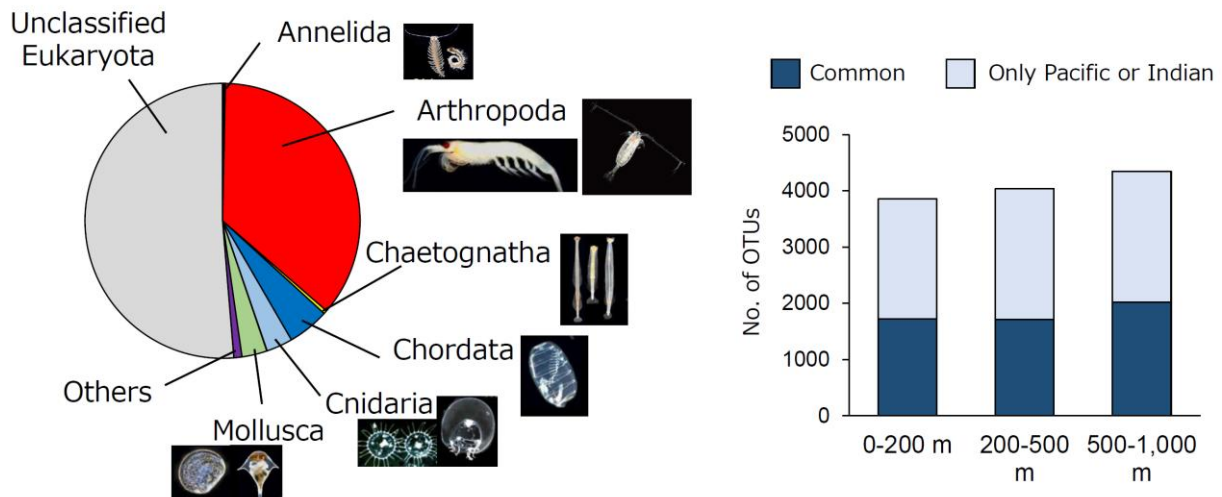 Unclassified
Eukaryota
Annelida
Arthropoda
Chaetognatha
Chordata
Cnidaria
Mollusca
Others
Common
Only Pacific or Indian
No. of OTUs
5000
4000
3000
2000
1000
0
0-200 m
200-500
m
500-1,000
m